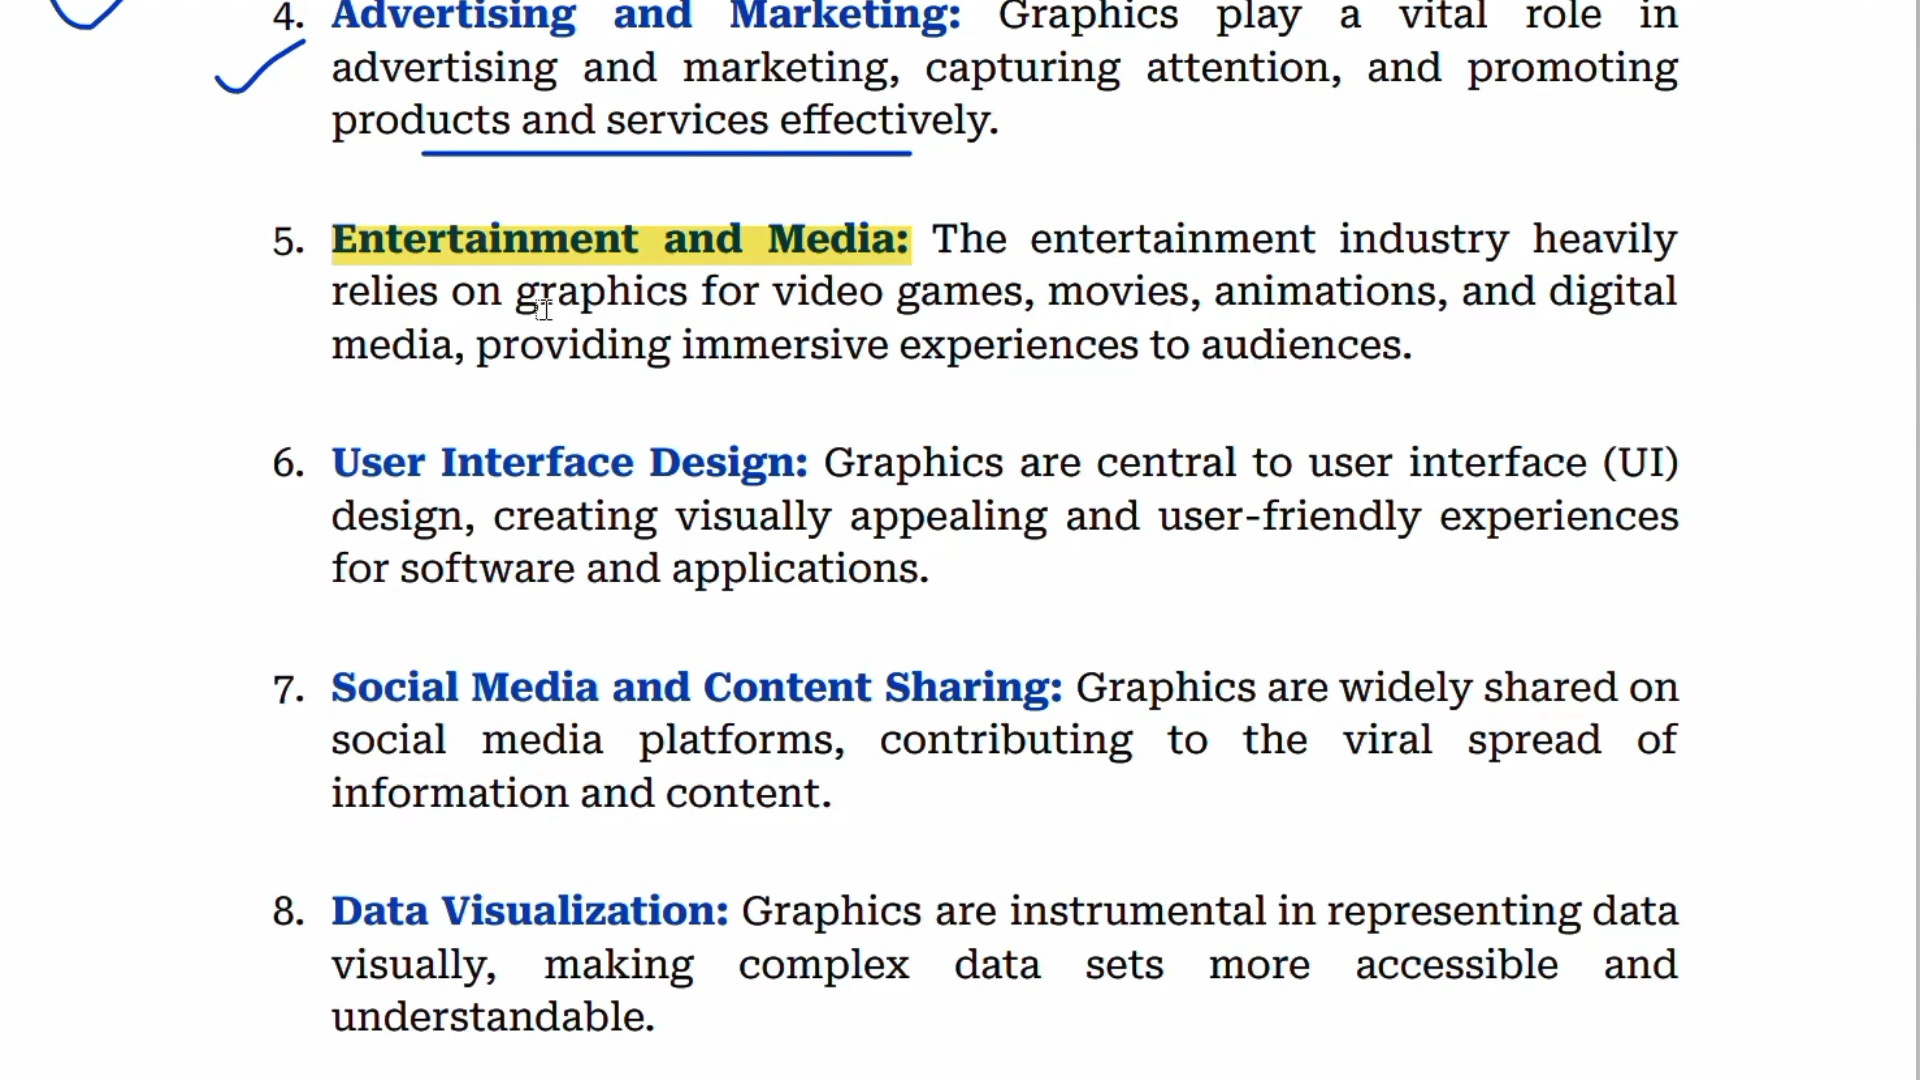 4. Advertising and Marketing: Graphics play a vital role in
advertising and marketing, capturing attention, and promoting
products and services effectively.
5. Entertainment and Media: The entertainment industry heavily
relies on graphics for video games, movies, animations, and digital
media, providing immersive experiences to audiences.
6. User Interface Design: Graphics are central to user interface (UI)
design, creating visually appealing and user-friendly experiences
for software and applications.
7. Social Media and Content Sharing: Graphics are widely shared on
social media platforms, contributing to the viral spread of
information and content.
8. Data Visualization: Graphics are instrumental in representing data
visually, making complex data sets more accessible and
understandable.